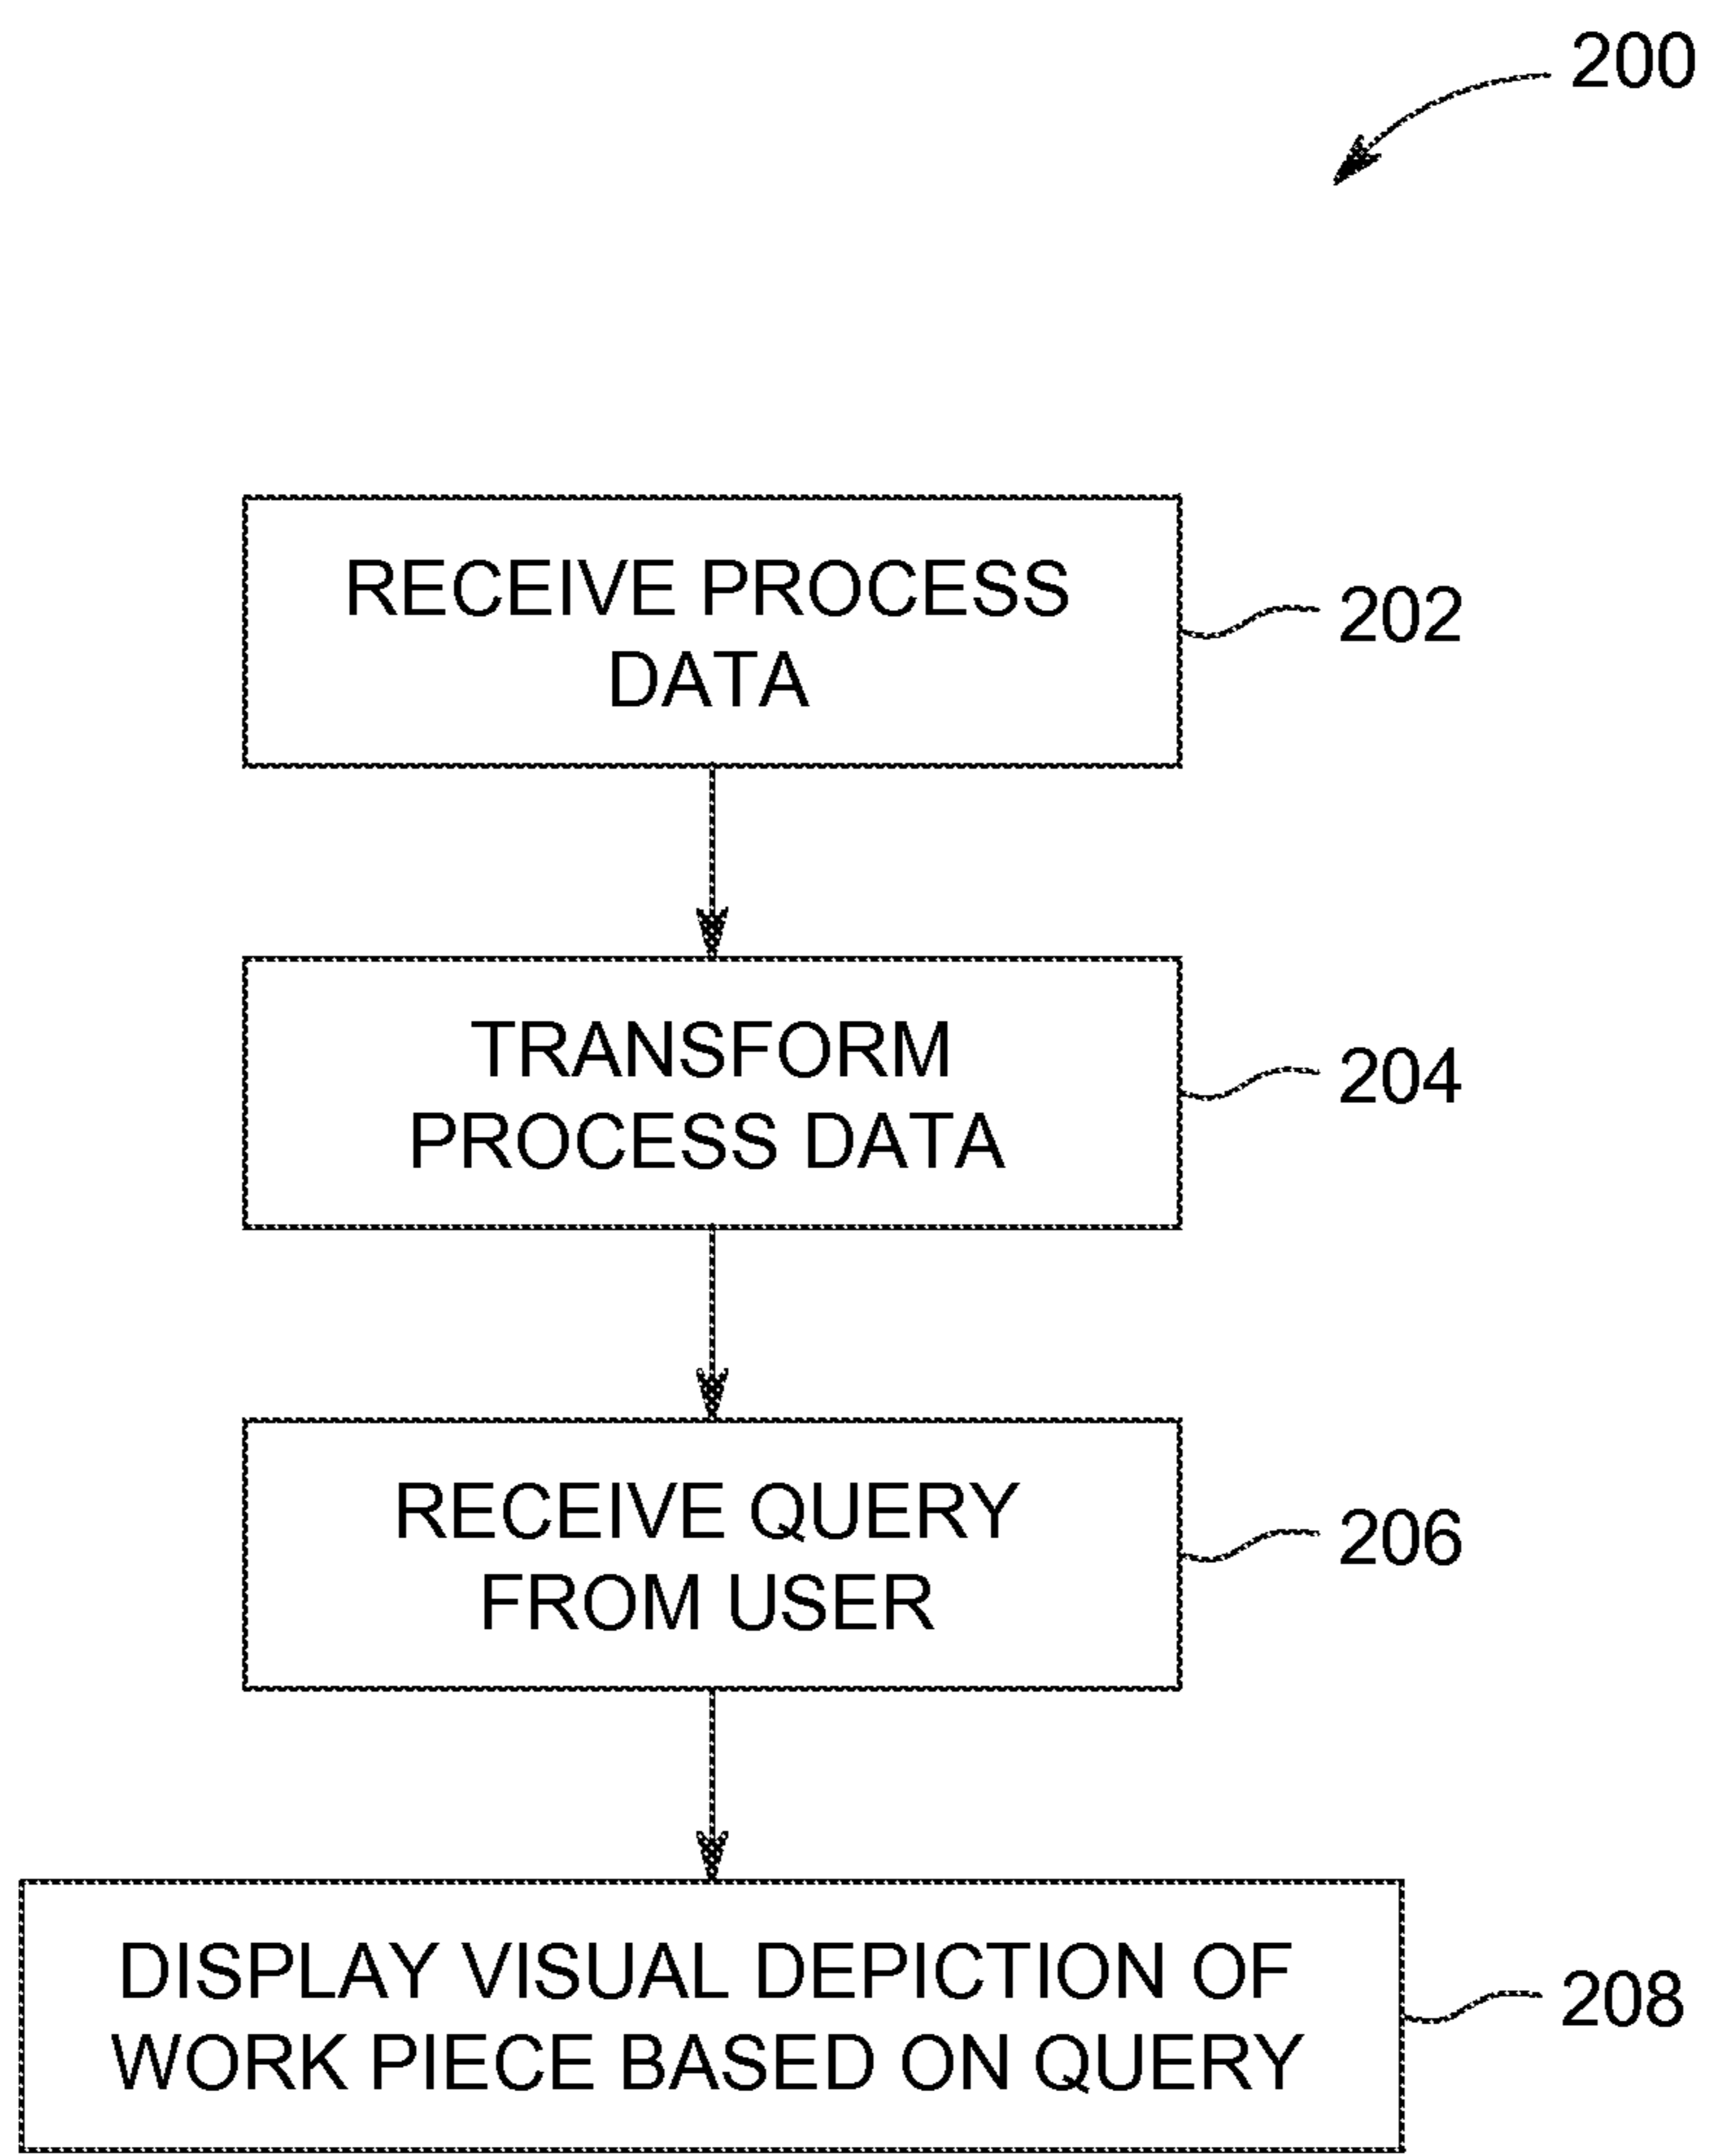 200
RECEIVE PROCESS
DATA
202
TRANSFORM
PROCESS DATA
204
RECEIVE QUERY
FROM USER
206
DISPLAY VISUAL DEPICTION OF
WORK PIECE BASED ON QUERY
208